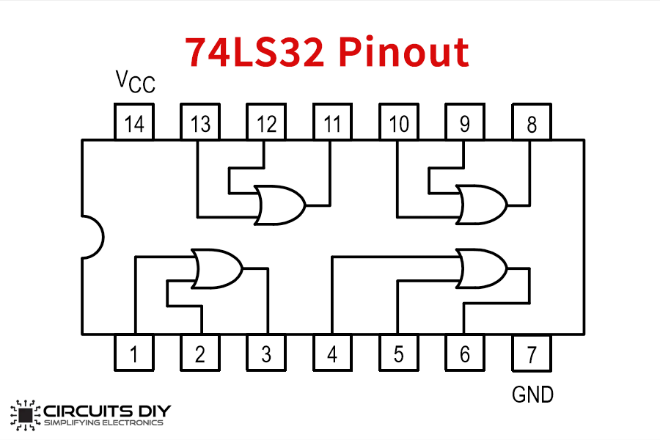 74LS32 Pinout
VCC
14 13 12 11 10 9 8
1 2 3 4 5 6 7
GND
CIRCUITS DIY
SIMPLIFYING ELECTRONICS